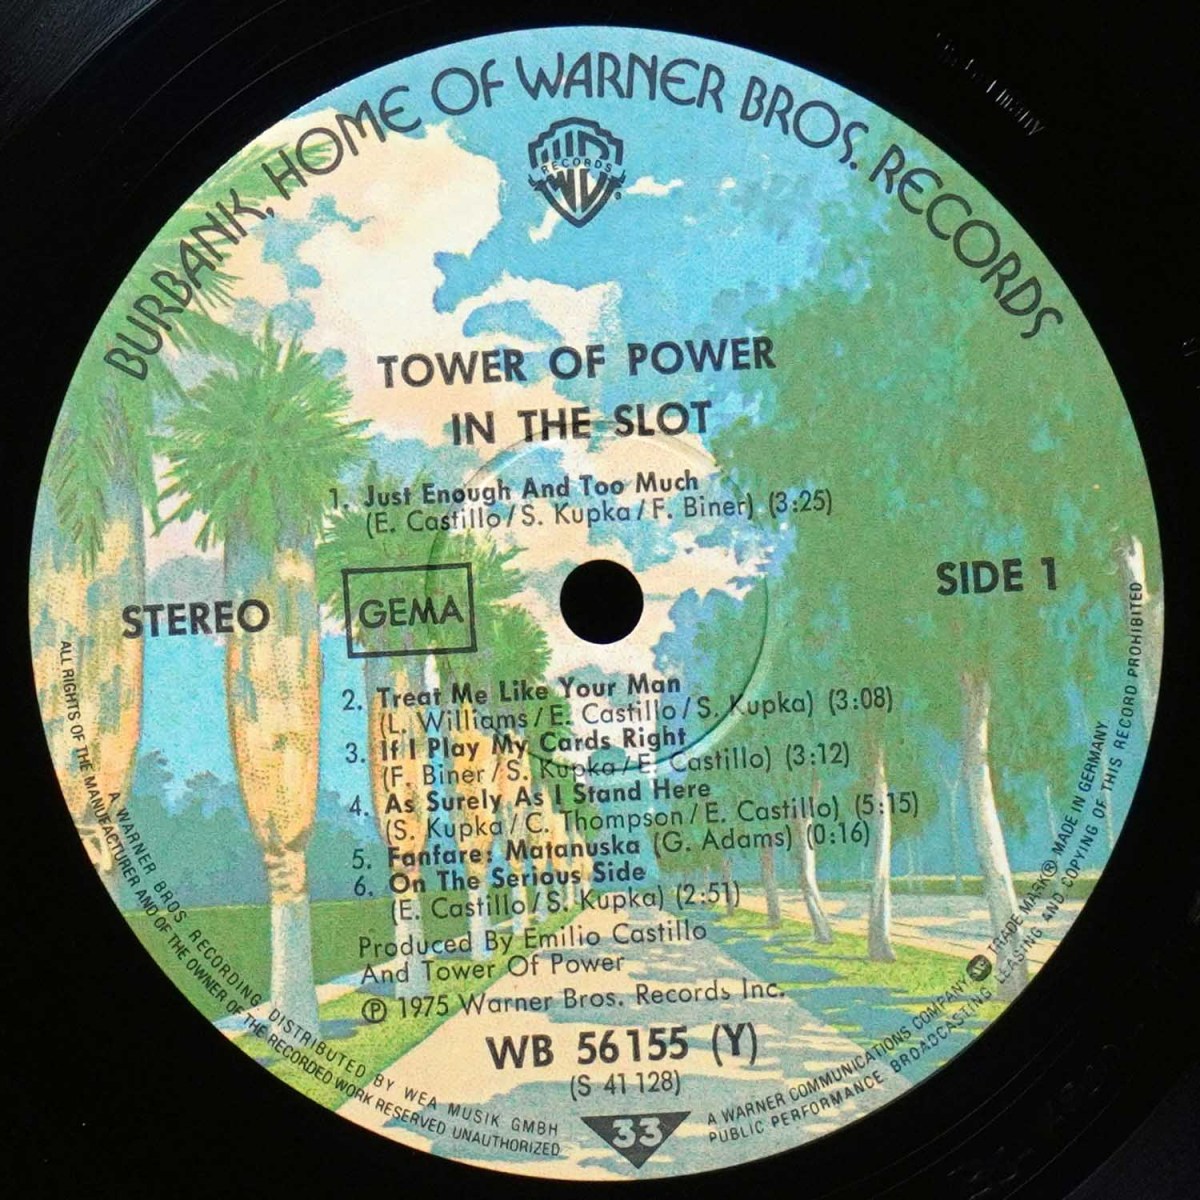 BURBANK, HOME OF WARNER BROS. RECORDS
RECORDS
TOWER OF POWER
IN THE SLOT
1. Just Enough And Too Much
(E. Castillo/S. Kupka/F. Biner) (3:25)
STEREO
GEMA
SIDE 1
2. Treat Me Like Your Man
(L. Williams/E. Castillo/S. Kupka) (3:08)
3. If I Play My Cards Right
(F. Biner/S. Kupka/E. Castillo) (3:12)
4. As Surely As I Stand Here
(S. Kupka/C. Thompson/E. Castillo) (5:15)
5. Fanfare: Matanuska (G. Adams) (0:16)
6. On The Serious Side
(E. Castillo/S. Kupka) (2:51)
Produced By Emilio Castillo
And Tower Of Power
℗ 1975 Warner Bros. Records Inc.
WB 56155 (Y)
(S 41128)
33
A WARNER BROS RECORDING DISTRIBUTED BY WEA MUSIK GMBH
A WARNER COMMUNICATIONS COMPANY TRADE MARK® MADE IN GERMANY
ALL RIGHTS OF THE MANUFACTURER AND OF THE OWNER OF THE RECORDED WORK RESERVED UNAUTHORIZED
PUBLIC PERFORMANCE BROADCASTING LEASING AND COPYING OF THIS RECORD PROHIBITED